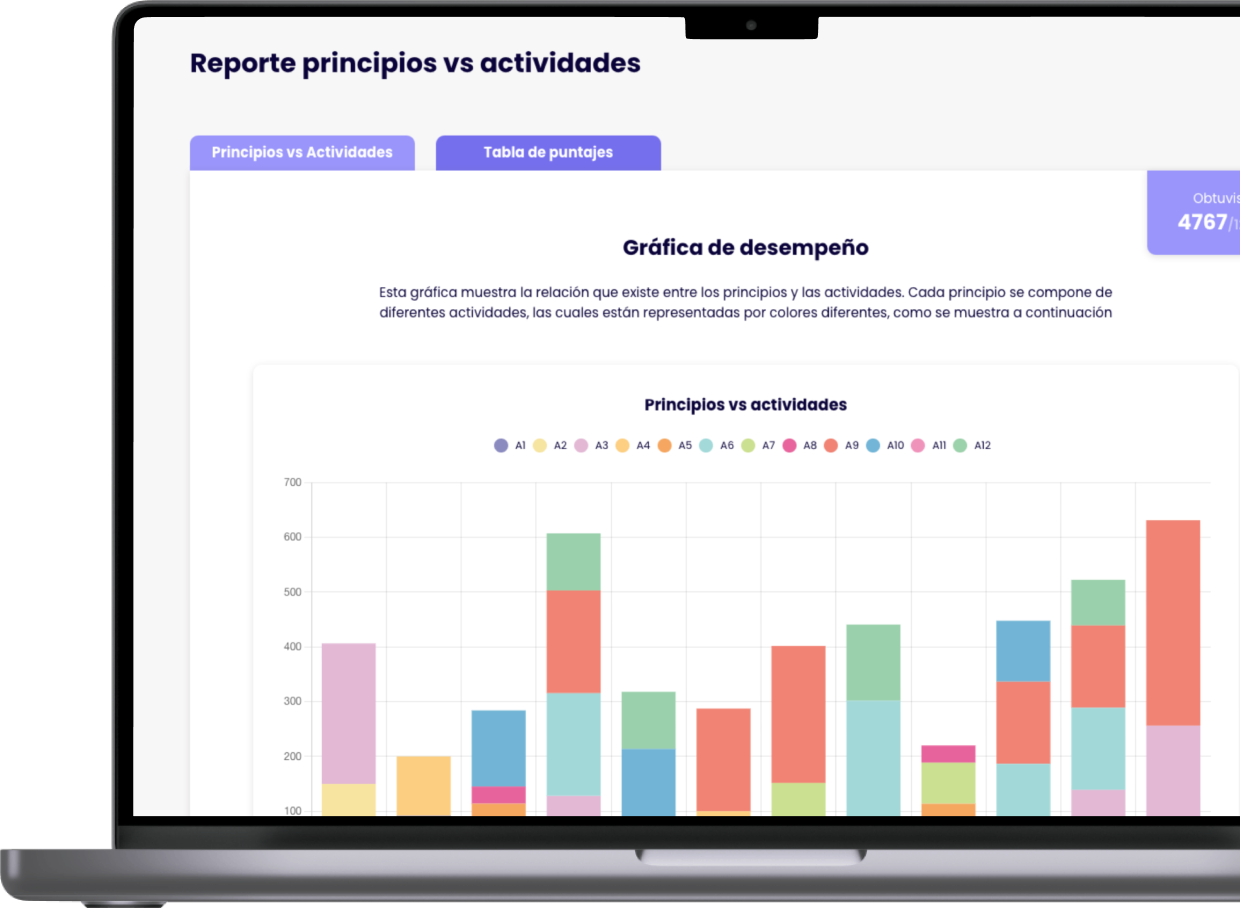 Reporte principios vs actividades
Principios vs Actividades
Tabla de puntajes
Obtuvis
4767/1
Gráfica de desempeño
Esta gráfica muestra la relación que existe entre los principios y las actividades. Cada principio se compone de
diferentes actividades, las cuales están representadas por colores diferentes, como se muestra a continuación
Principios vs actividades
A1 A2 A3 A4 A5 A6 A7 A8 A9 A10 A11 A12
700
600
500
400
300
200
100